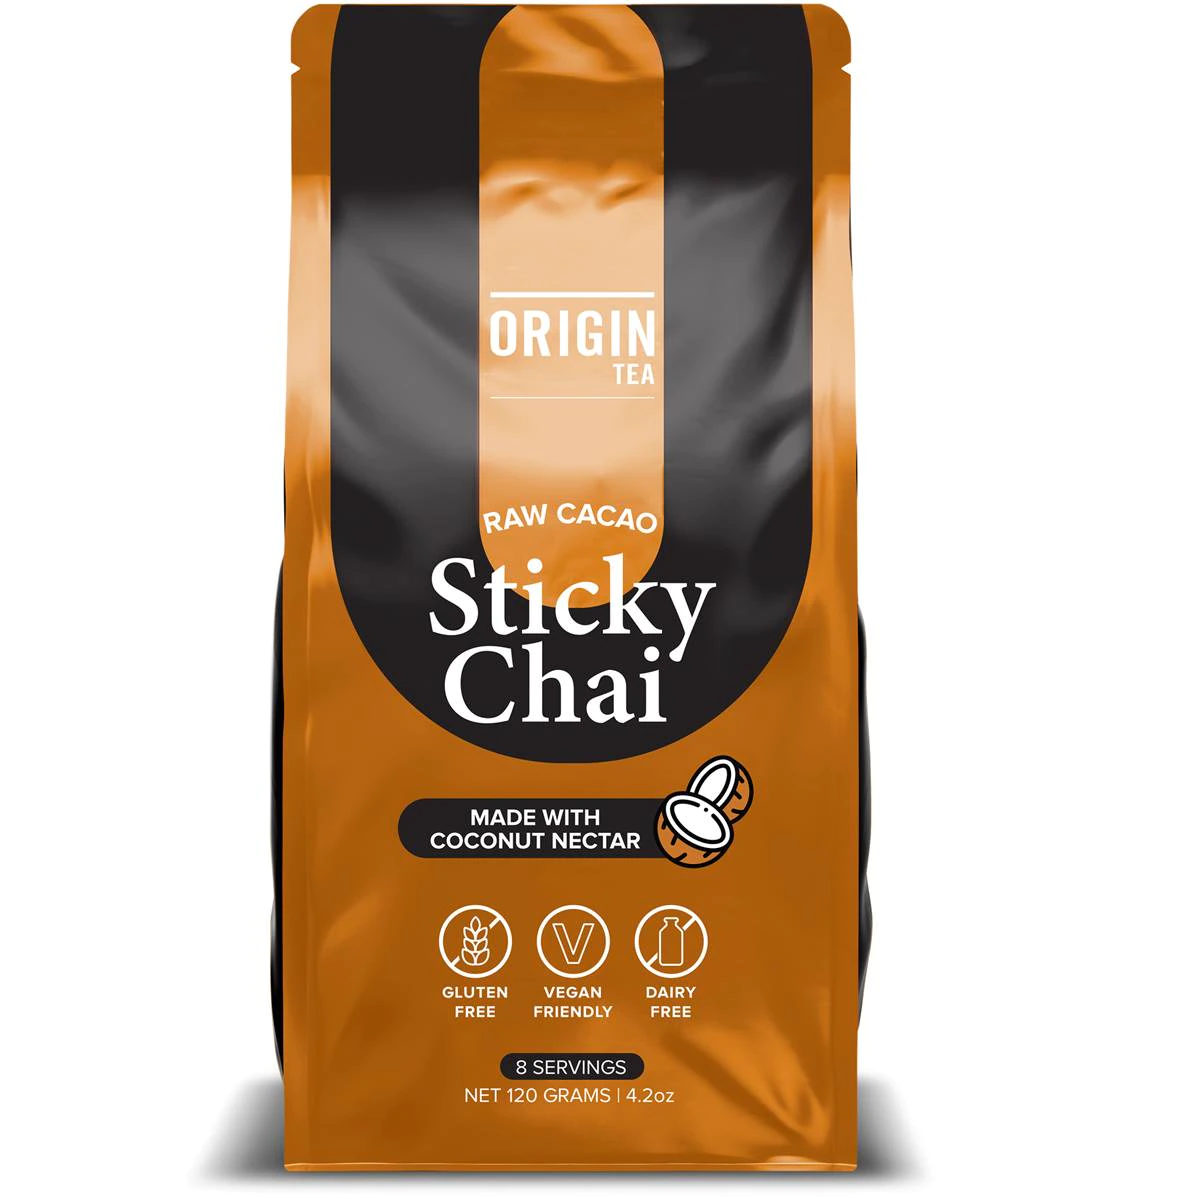 ORIGIN
TEA
RAW CACAO
Sticky
Chai
MADE WITH
COCONUT NECTAR
GLUTEN
FREE
V
VEGAN
FRIENDLY
DAIRY
FREE
8 SERVINGS
NET 120 GRAMS | 4.2oz